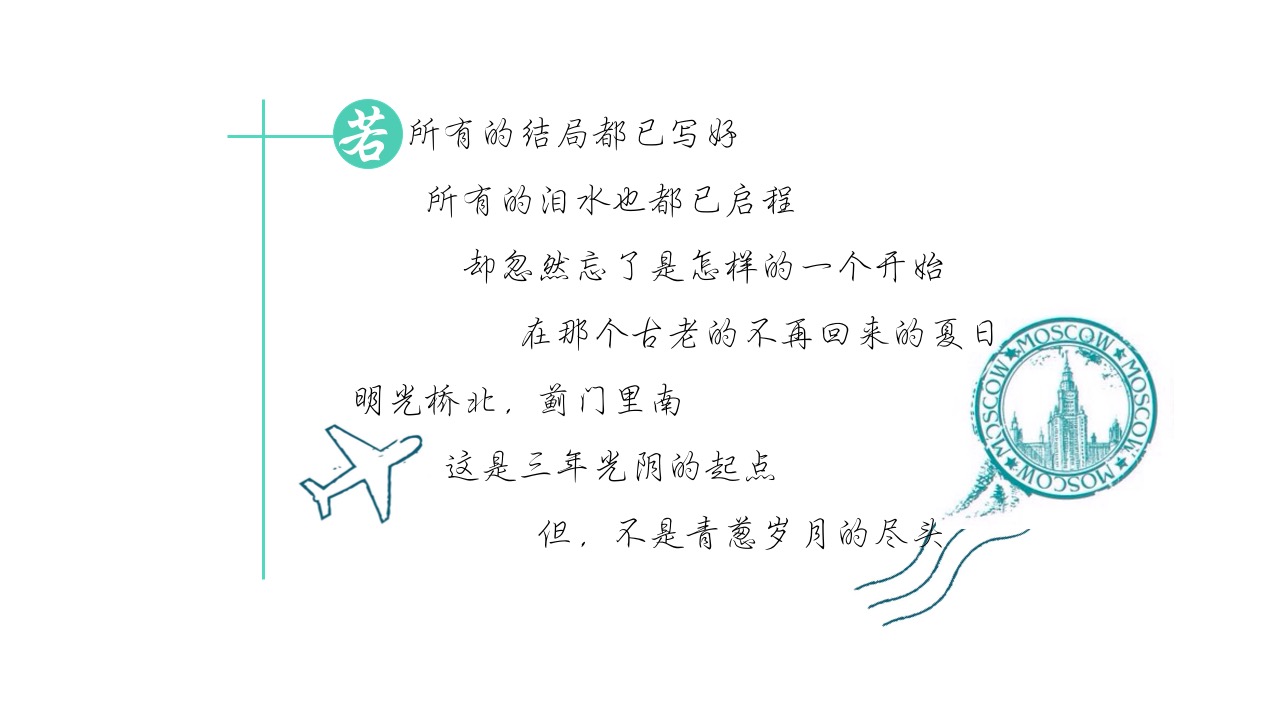 若所有的结局都已写好
所有的泪水也都已启程
却忽然忘了是怎样的一个开始
在那个古老的不再回来的夏日
明光桥北，蓟门里南
这是三年光阴的起点
但，不是青葱岁月的尽头
MOSCOW★MOSCOW★MOSCOW★MOSCOW★